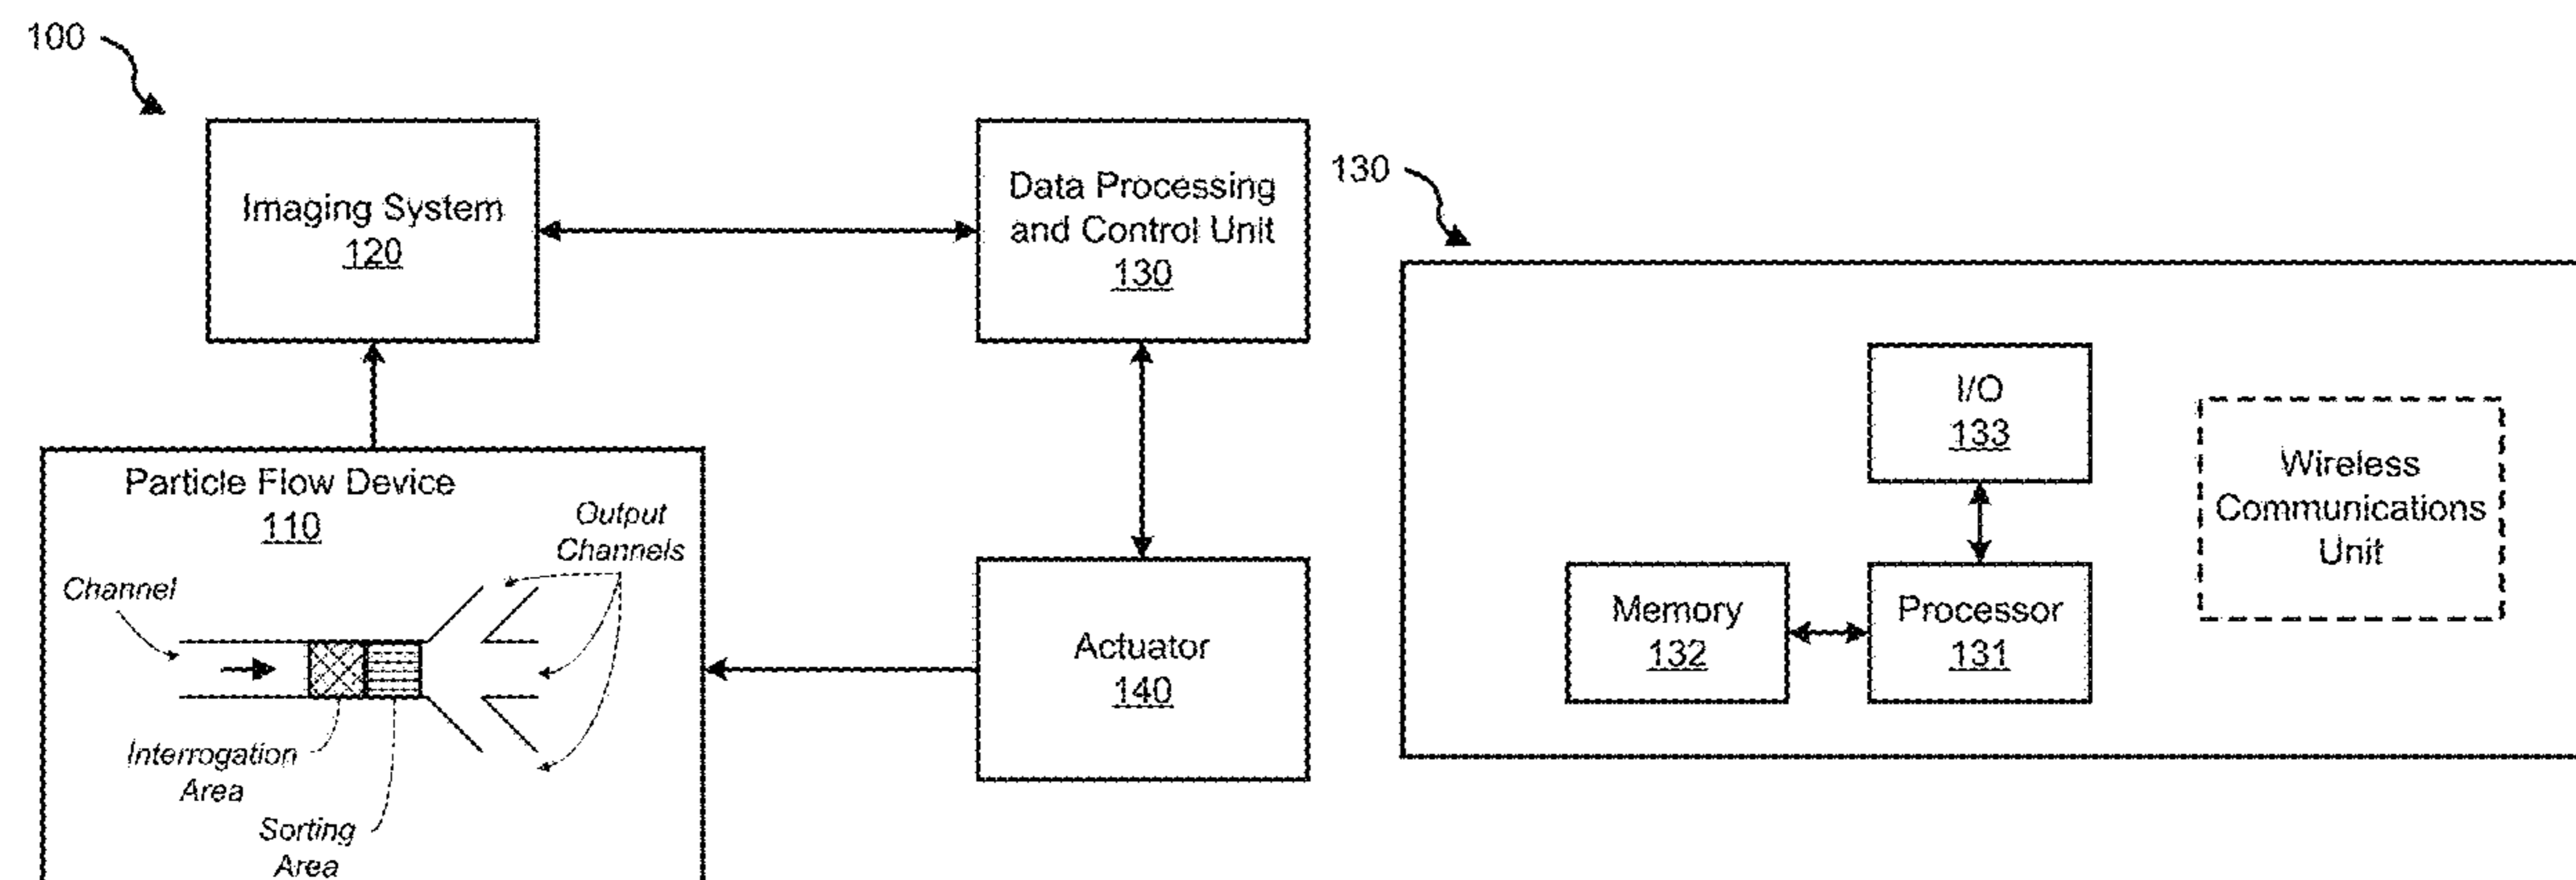 100
Imaging System
120
Data Processing
and Control Unit
130
Particle Flow Device
110
Output
Channels
Channel
Interrogation
Area
Sorting
Area
Actuator
140
130
I/O
133
Wireless
Communications
Unit
Memory
132
Processor
131